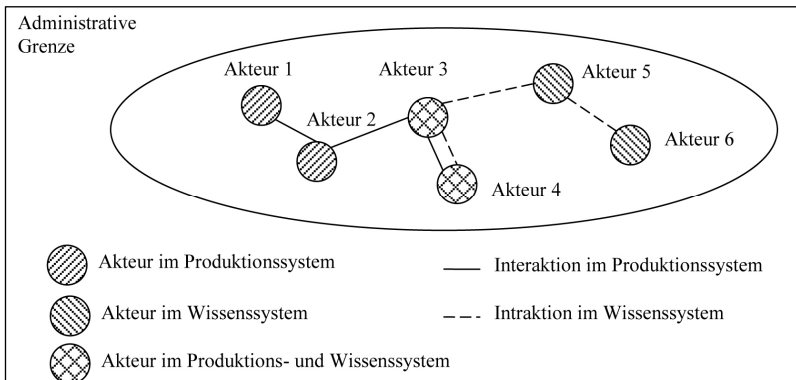 Administrative
Grenze
Akteur 1
Akteur 3
Akteur 5
Akteur 2
Akteur 6
Akteur 4
Akteur im Produktionssystem
Interaktion im Produktionssystem
Akteur im Wissenssystem
Intraktion im Wissenssystem
Akteur im Produktions- und Wissenssystem